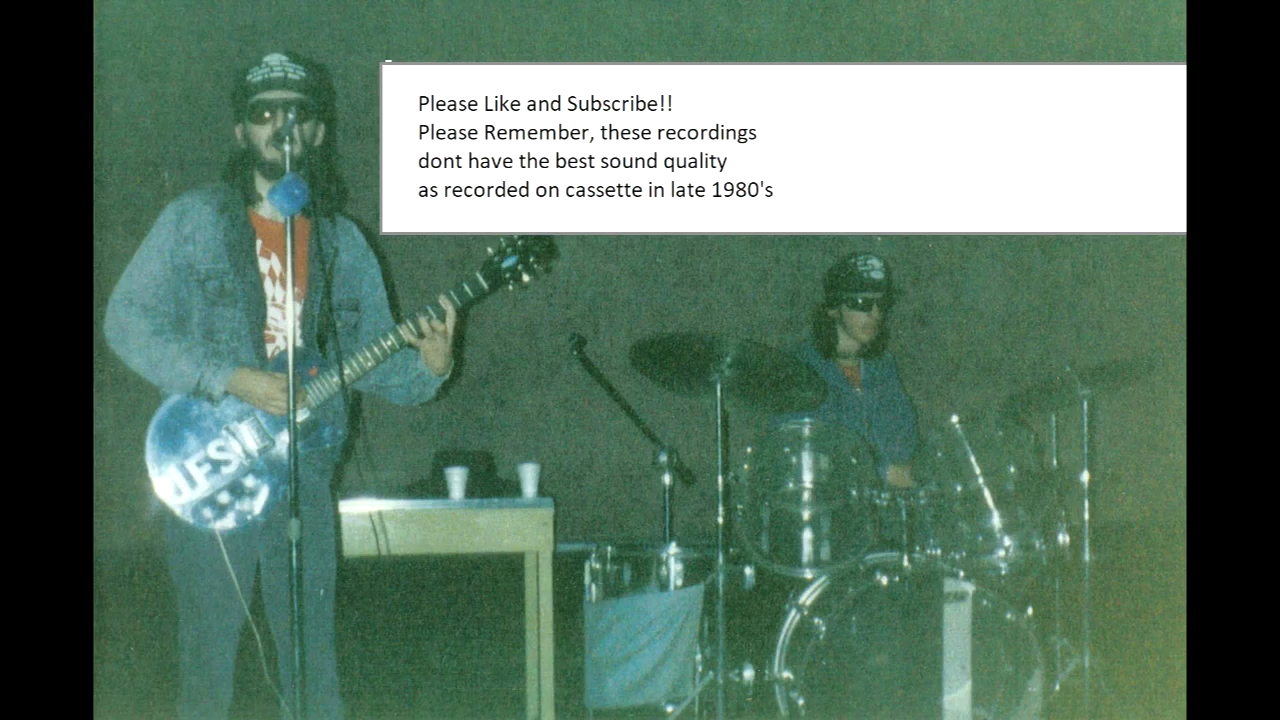 Please Like and Subscribe!!
Please Remember, these recordings
dont have the best sound quality
as recorded on cassette in late 1980's